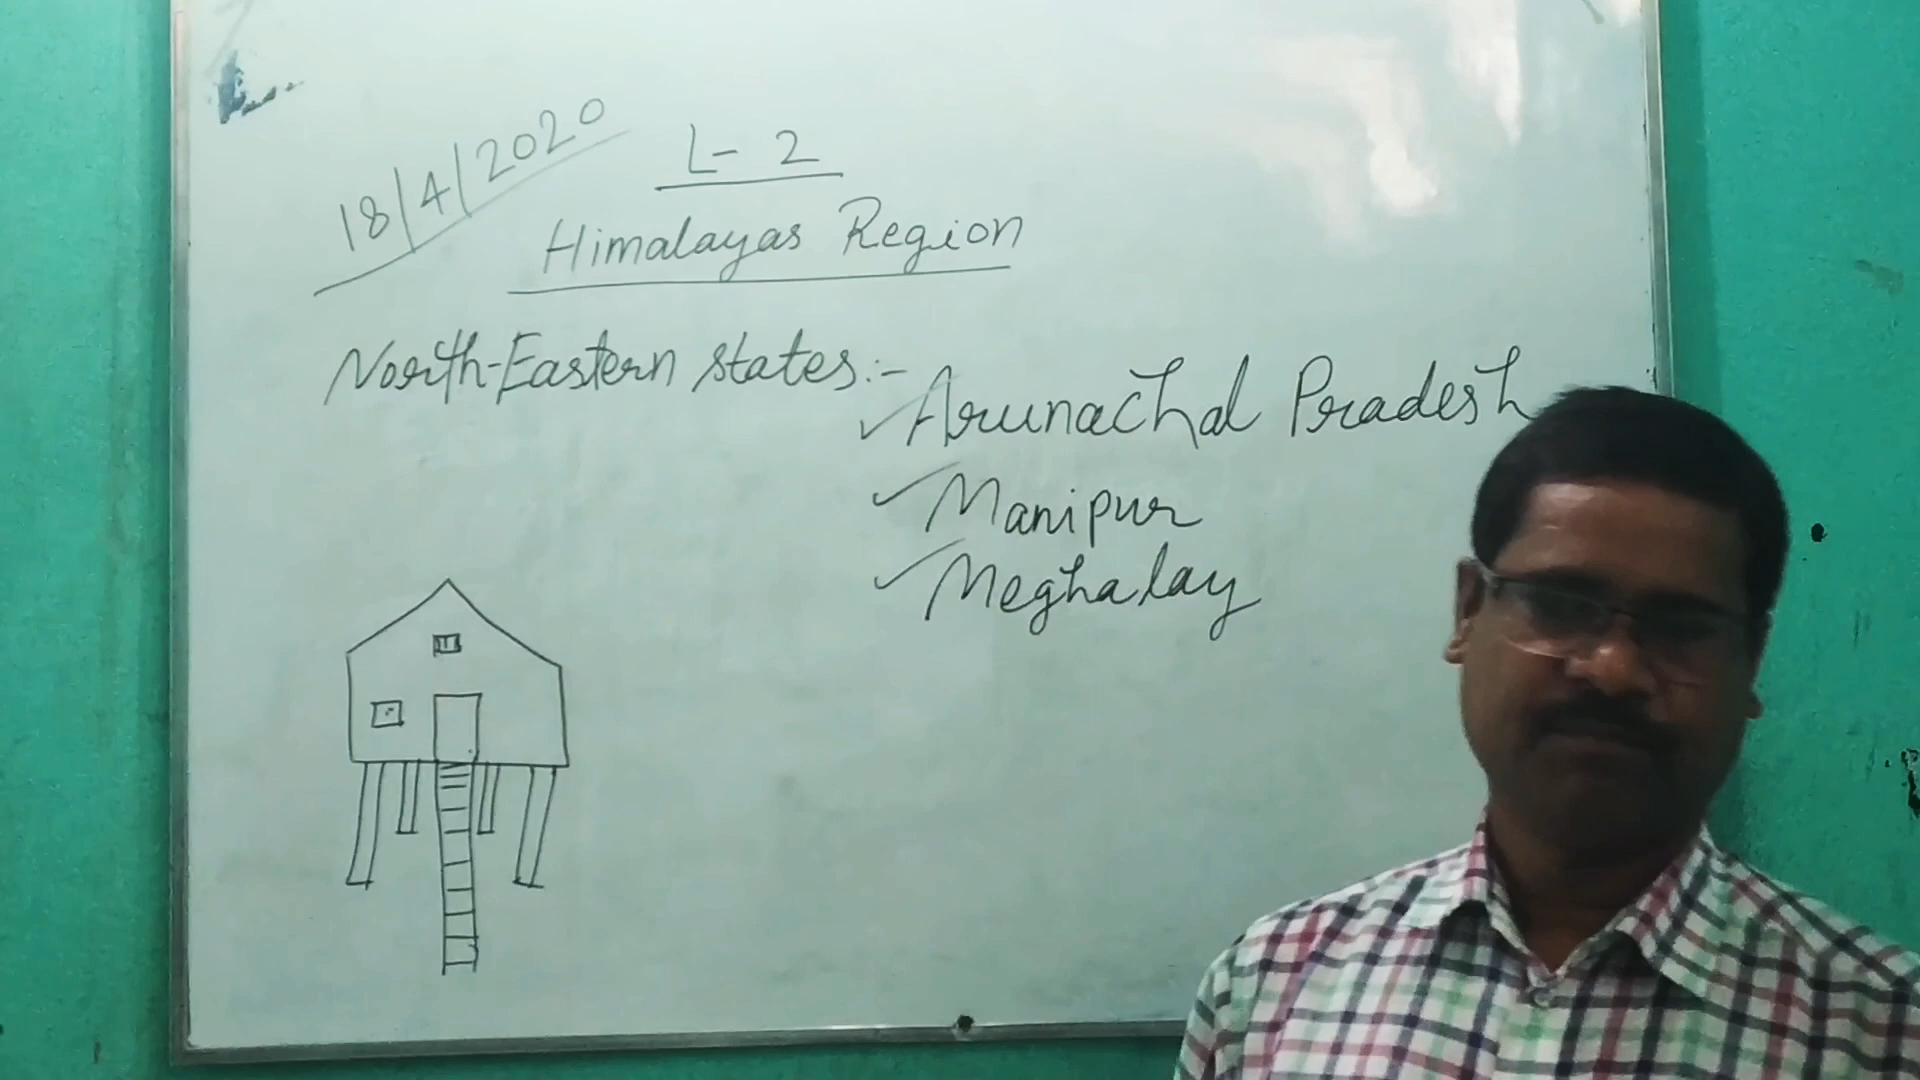 18/4/2020
L- 2
Himalayas Region
North-Eastern states:-
Arunachal Pradesh
Manipur
Meghalay